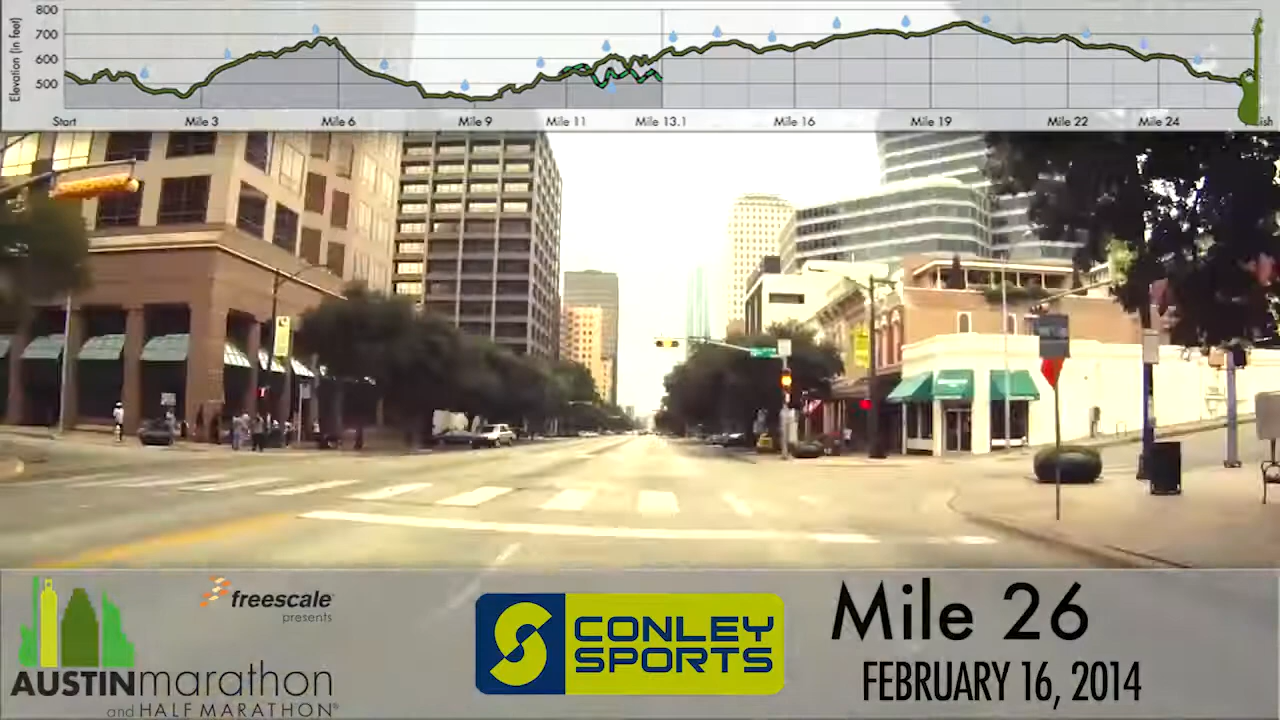 Elevation (in feet)
800
700
600
500
Start
Mile 3
Mile 6
Mile 9
Mile 11
Mile 13.1
Mile 16
Mile 19
Mile 22
Mile 24
ish
freescale
presents
AUSTINmarathon
and HALF MARATHON®
CONLEY
SPORTS
Mile 26
FEBRUARY 16, 2014